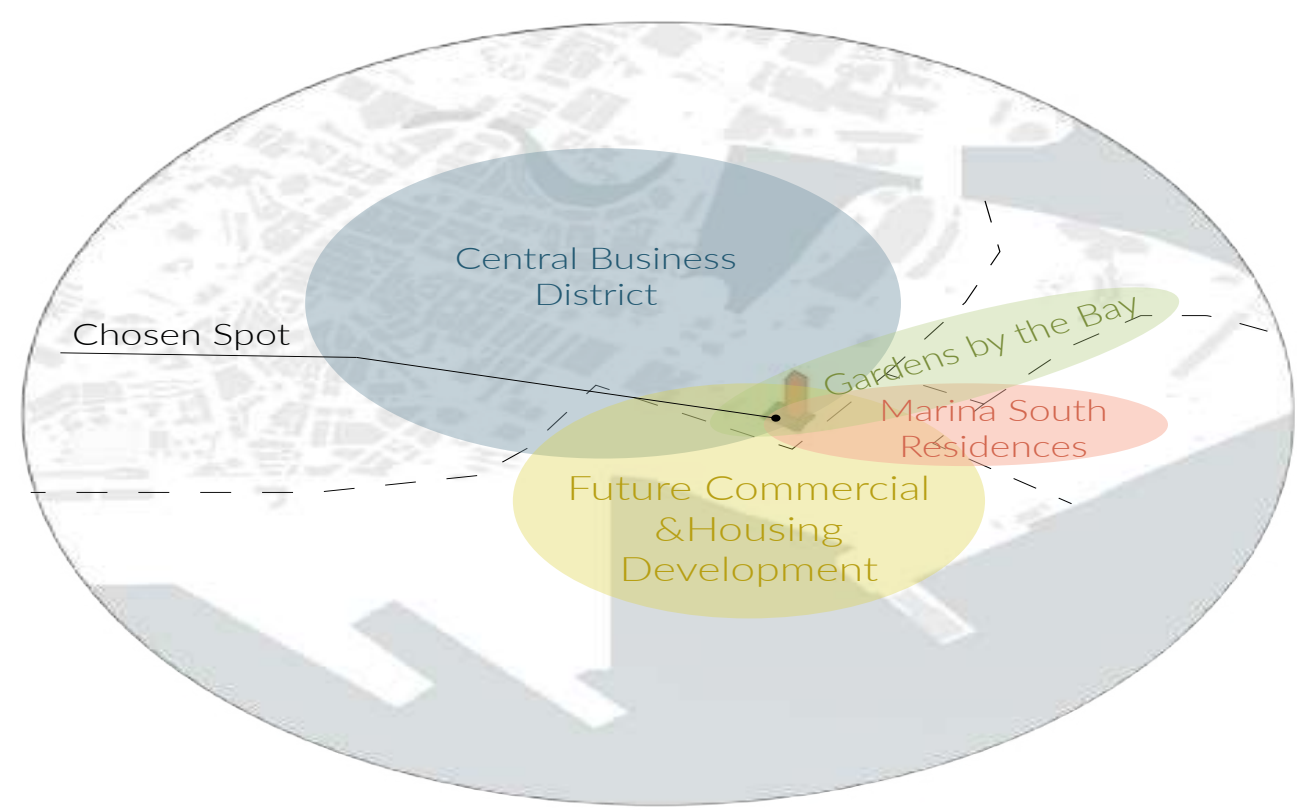 Central Business
District
Chosen Spot
Gardens by the Bay
Marina South
Residences
Future Commercial
&Housing
Development